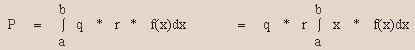 b b
P = ∫ q * r * f(x)dx = q * r ∫ x * f(x)dx
a a